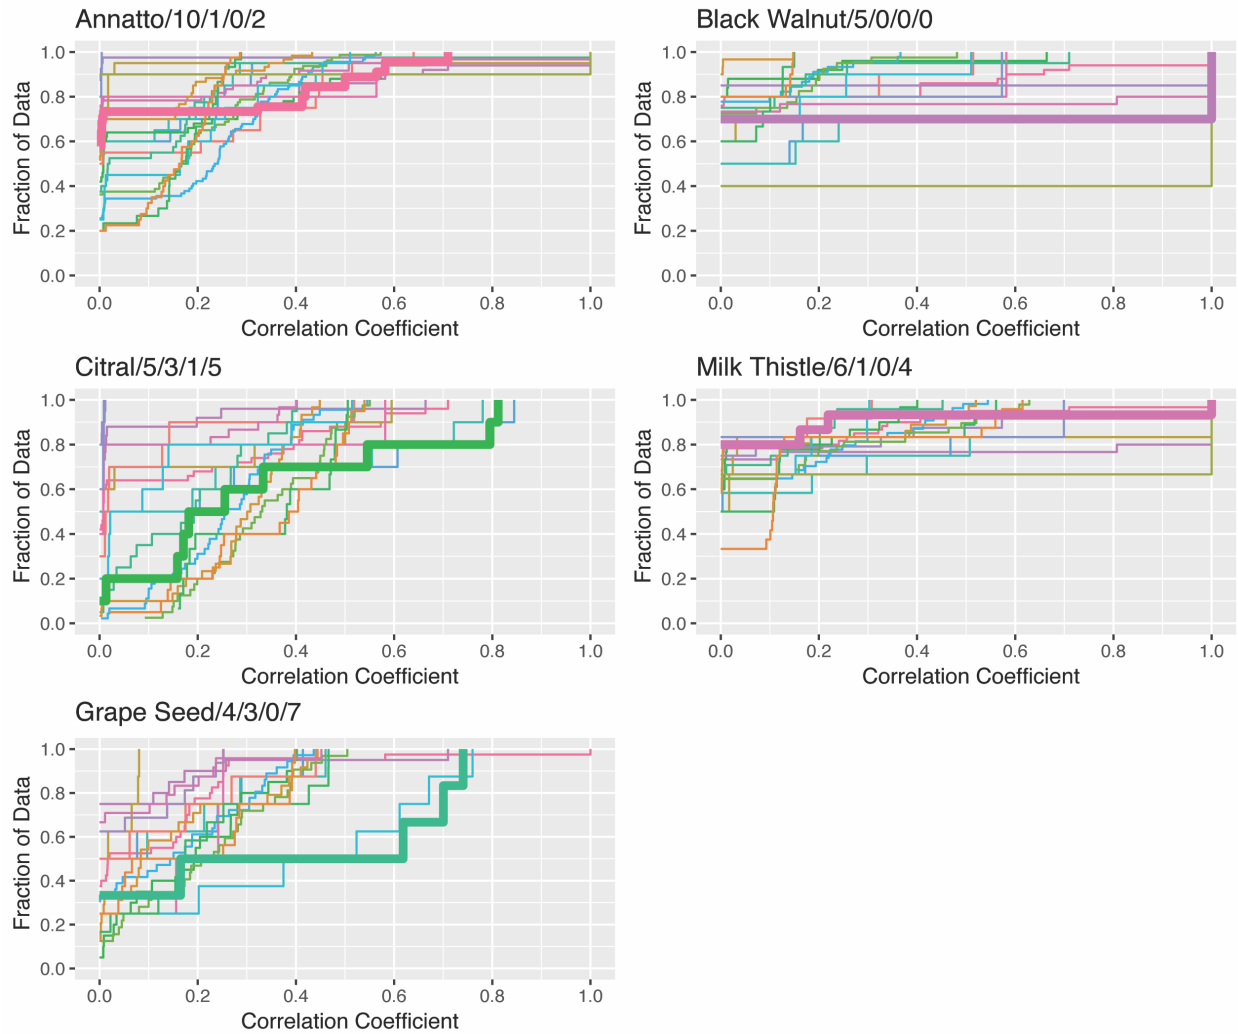 Annatto/10/1/0/2
1.0
0.8
0.6
0.4
0.2
0.0
Fraction of Data
0.0 0.2 0.4 0.6 0.8 1.0
Correlation Coefficient
Black Walnut/5/0/0/0
1.0
0.8
0.6
0.4
0.2
0.0
Fraction of Data
0.0 0.2 0.4 0.6 0.8 1.0
Correlation Coefficient
Citral/5/3/1/5
1.0
0.8
0.6
0.4
0.2
0.0
Fraction of Data
0.0 0.2 0.4 0.6 0.8 1.0
Correlation Coefficient
Milk Thistle/6/1/0/4
1.0
0.8
0.6
0.4
0.2
0.0
Fraction of Data
0.0 0.2 0.4 0.6 0.8 1.0
Correlation Coefficient
Grape Seed/4/3/0/7
1.0
0.8
0.6
0.4
0.2
0.0
Fraction of Data
0.0 0.2 0.4 0.6 0.8 1.0
Correlation Coefficient